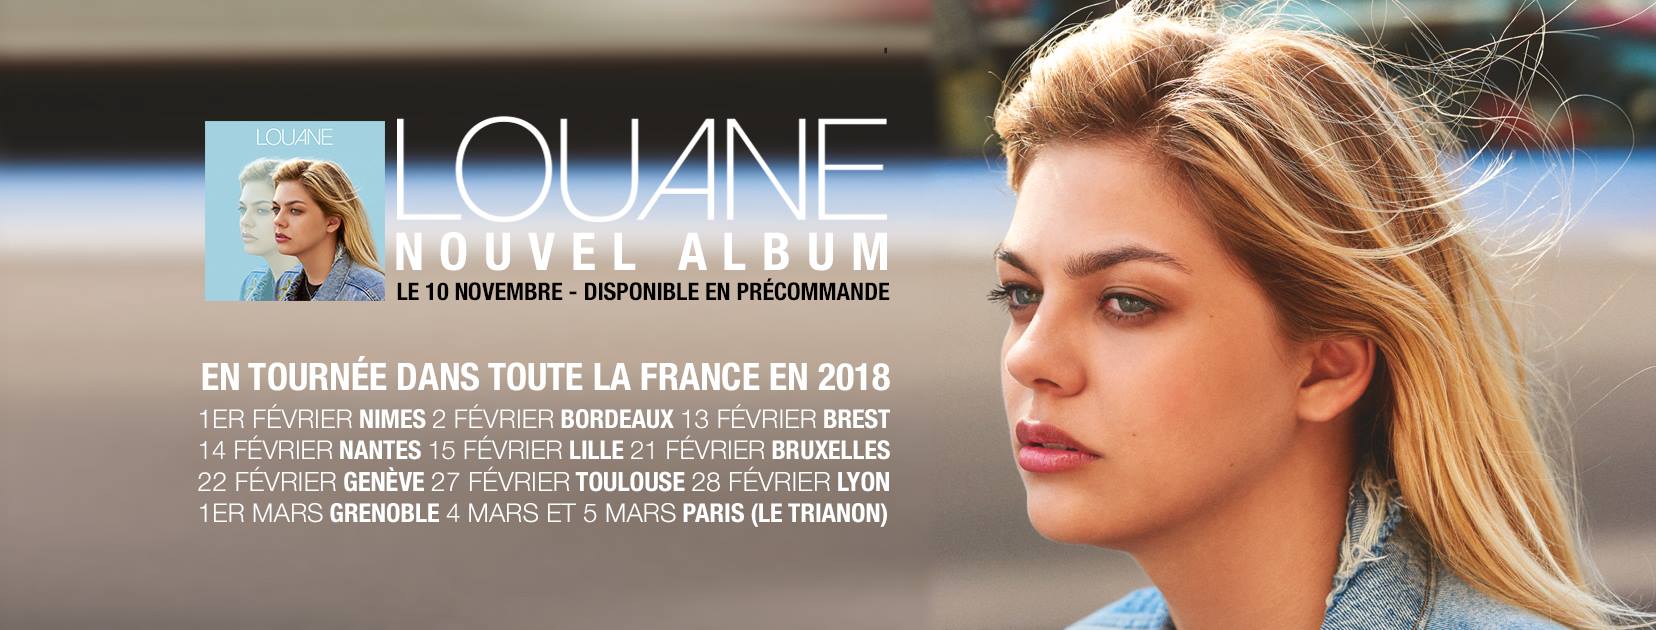 LOUANE
LOUANE
NOUVEL ALBUM
LE 10 NOVEMBRE - DISPONIBLE EN PRÉCOMMANDE
EN TOURNÉE DANS TOUTE LA FRANCE EN 2018
1ER FÉVRIER NIMES 2 FÉVRIER BORDEAUX 13 FÉVRIER BREST
14 FÉVRIER NANTES 15 FÉVRIER LILLE 21 FÉVRIER BRUXELLES
22 FÉVRIER GENÈVE 27 FÉVRIER TOULOUSE 28 FÉVRIER LYON
1ER MARS GRENOBLE 4 MARS ET 5 MARS PARIS (LE TRIANON)